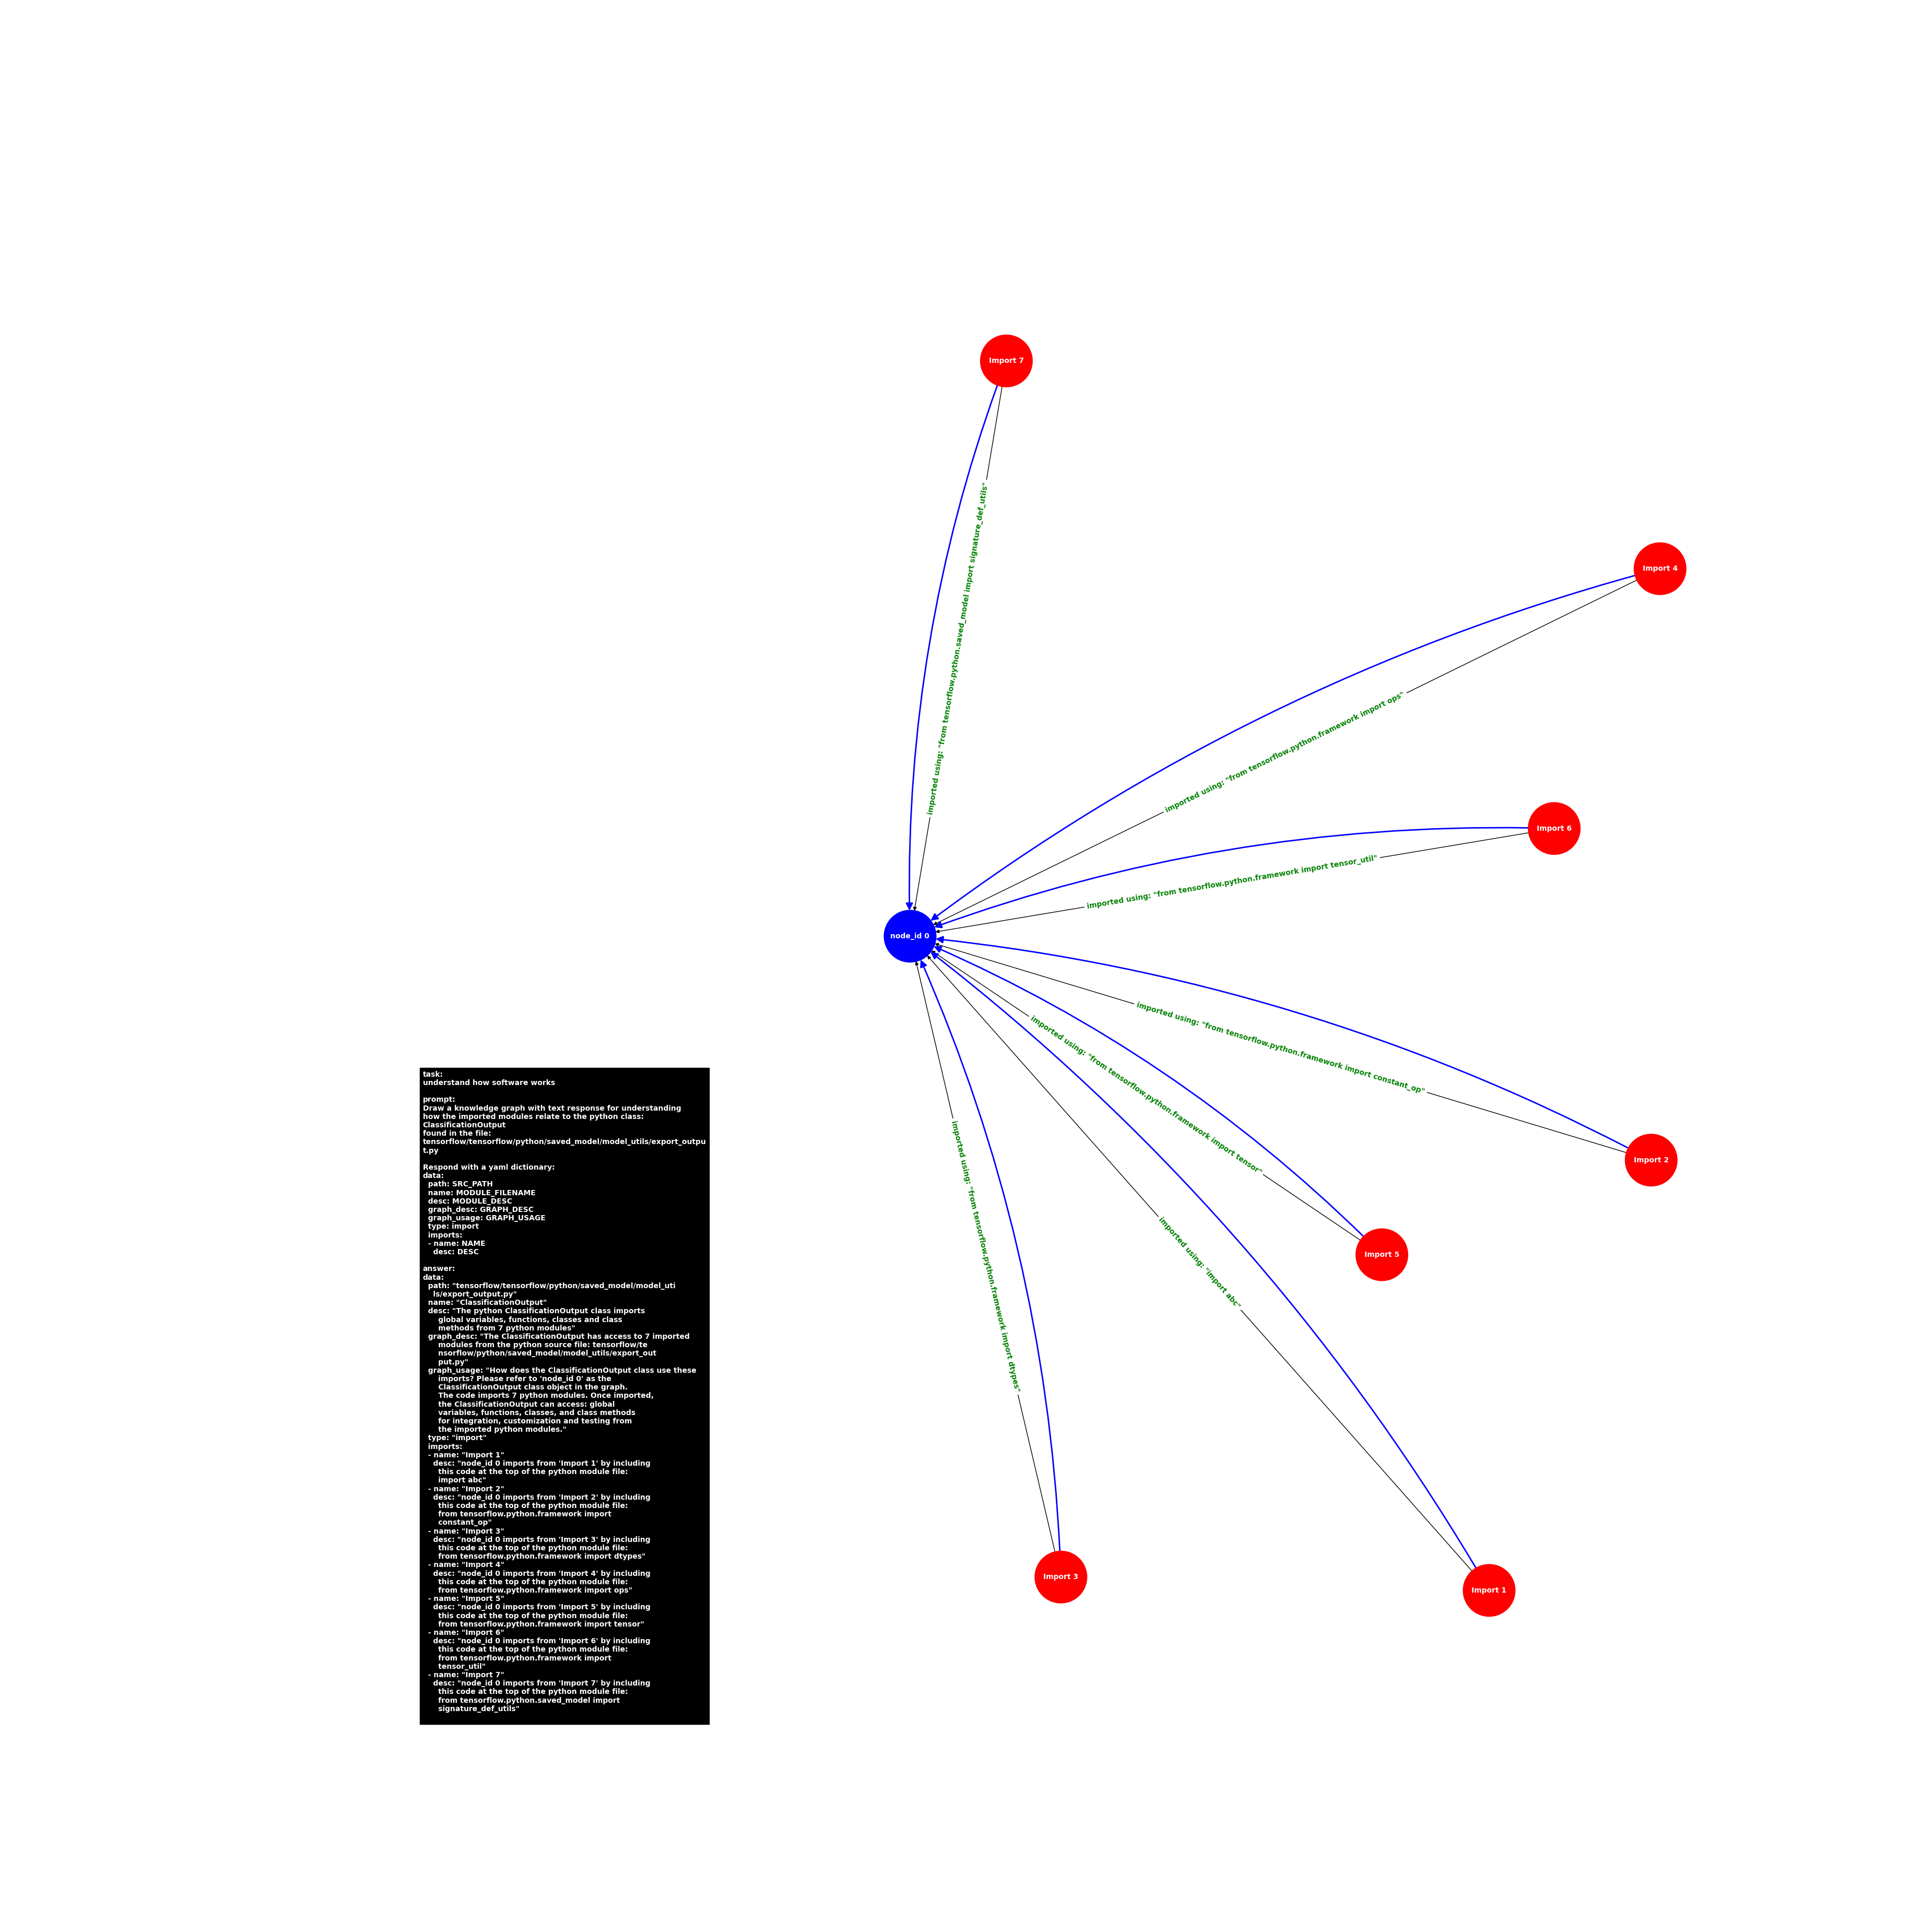 Import 7
Import 4
imported using: "from tensorflow.python.saved_model import signature_def_utils"
imported using: "from tensorflow.python.framework import ops"
Import 6
imported using: "from tensorflow.python.framework import tensor_util"
node_id 0
imported using: "from tensorflow.python.framework import constant_op"
imported using: "from tensorflow.python.framework import tensor"
Import 2
imported using: "from tensorflow.python.framework import dtypes"
imported using: "import abc"
Import 5
Import 3
Import 1
task:
understand how software works
prompt:
Draw a knowledge graph with text response for understanding
how the imported modules relate to the python class:
ClassificationOutput
found in the file:
tensorflow/tensorflow/python/saved_model/model_utils/export_outpu
t.py
Respond with a yaml dictionary:
data:
path: SRC_PATH
name: MODULE_FILENAME
desc: MODULE_DESC
graph_desc: GRAPH_DESC
graph_usage: GRAPH_USAGE
type: import
imports:
- name: NAME
desc: DESC
answer:
data:
path: "tensorflow/tensorflow/python/saved_model/model_uti
ls/export_output.py"
name: "ClassificationOutput"
desc: "The python ClassificationOutput class imports
global variables, functions, classes and class
methods from 7 python modules"
graph_desc: "The ClassificationOutput has access to 7 imported
modules from the python source file: tensorflow/te
nsorflow/python/saved_model/model_utils/export_out
put.py"
graph_usage: "How does the ClassificationOutput class use these
imports? Please refer to 'node_id 0' as the
ClassificationOutput class object in the graph.
The code imports 7 python modules. Once imported,
the ClassificationOutput can access: global
variables, functions, classes, and class methods
for integration, customization and testing from
the imported python modules."
type: "import"
imports:
- name: "Import 1"
desc: "node_id 0 imports from 'Import 1' by including
this code at the top of the python module file:
import abc"
- name: "Import 2"
desc: "node_id 0 imports from 'Import 2' by including
this code at the top of the python module file:
from tensorflow.python.framework import
constant_op"
- name: "Import 3"
desc: "node_id 0 imports from 'Import 3' by including
this code at the top of the python module file:
from tensorflow.python.framework import dtypes"
- name: "Import 4"
desc: "node_id 0 imports from 'Import 4' by including
this code at the top of the python module file:
from tensorflow.python.framework import ops"
- name: "Import 5"
desc: "node_id 0 imports from 'Import 5' by including
this code at the top of the python module file:
from tensorflow.python.framework import tensor"
- name: "Import 6"
desc: "node_id 0 imports from 'Import 6' by including
this code at the top of the python module file:
from tensorflow.python.framework import
tensor_util"
- name: "Import 7"
desc: "node_id 0 imports from 'Import 7' by including
this code at the top of the python module file:
from tensorflow.python.saved_model import
signature_def_utils"